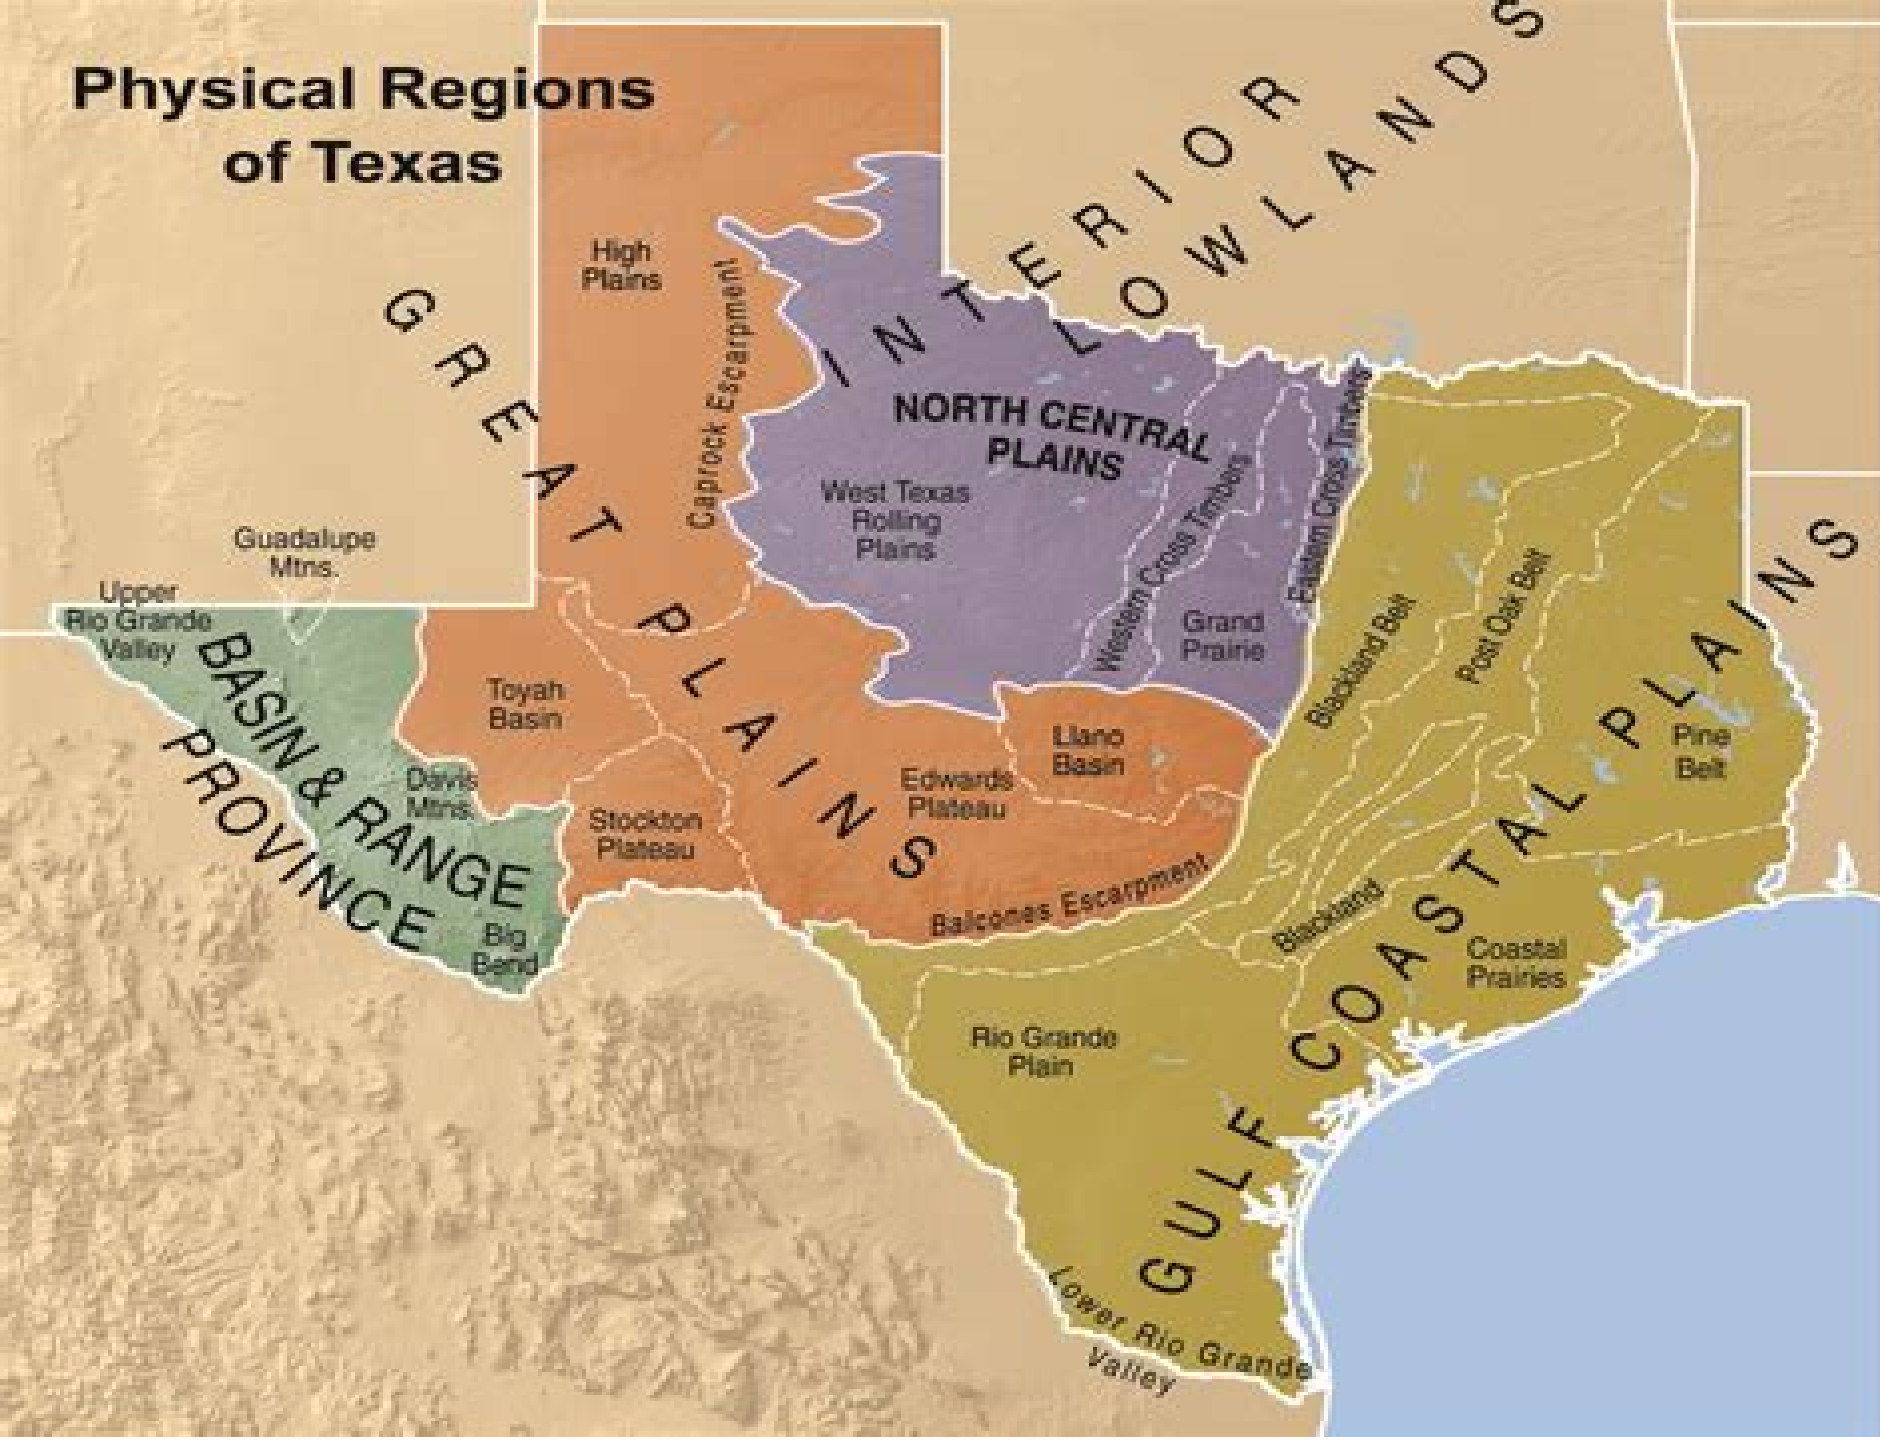 Physical Regions
of Texas
INTERIOR
LOWLANDS
GREAT PLAINS
High
Plains
Caprock Escarpment
NORTH CENTRAL
PLAINS
West Texas
Rolling
Plains
Western Cross Timbers
Eastern Cross Timbers
Grand
Prairie
Guadalupe
Mtns.
Upper
Rio Grande
Valley
BASIN & RANGE
PROVINCE
Toyah
Basin
Davis
Mtns.
Stockton
Plateau
Big
Bend
Edwards
Plateau
Llano
Basin
Balcones Escarpment
Blackland Belt
Post Oak Belt
Pine
Belt
Blackland
Coastal
Prairies
GULF COASTAL PLAINS
Rio Grande
Plain
Lower Rio Grande
Valley